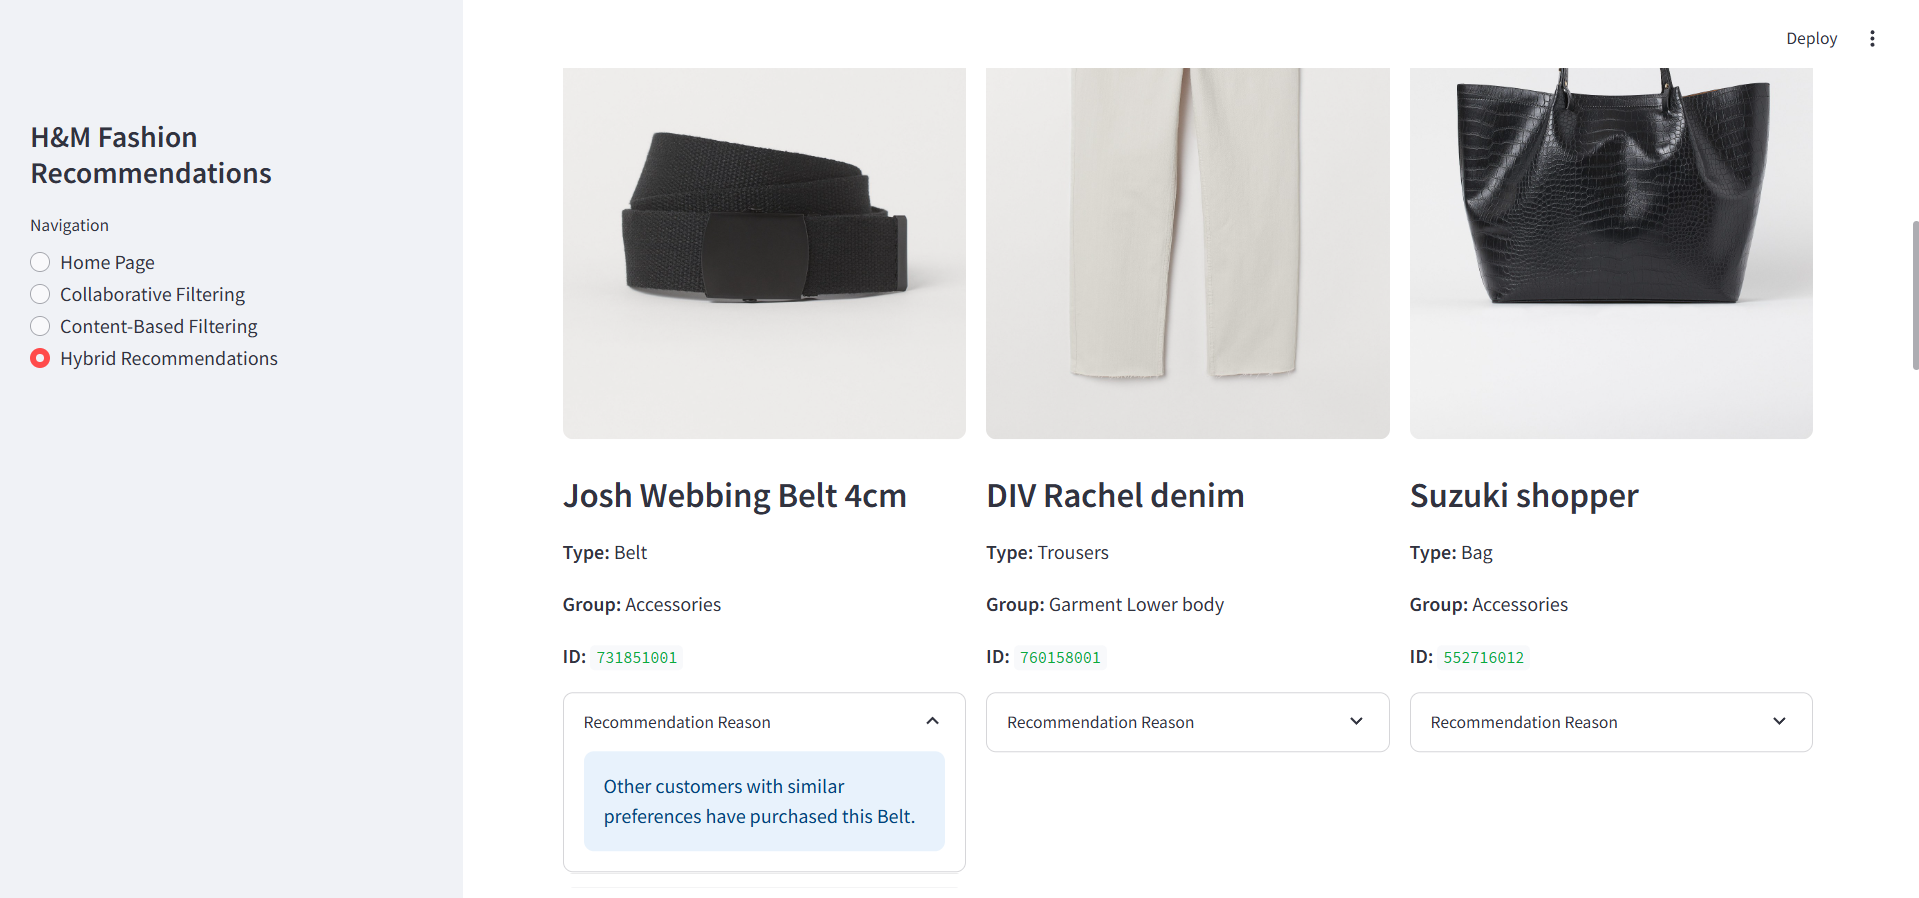 Deploy
H&M Fashion
Recommendations
Navigation
Home Page
Collaborative Filtering
Content-Based Filtering
Hybrid Recommendations
Josh Webbing Belt 4cm
Type: Belt
Group: Accessories
ID: 731851001
Recommendation Reason
Other customers with similar
preferences have purchased this Belt.
DIV Rachel denim
Type: Trousers
Group: Garment Lower body
ID: 760158001
Recommendation Reason
Suzuki shopper
Type: Bag
Group: Accessories
ID: 552716012
Recommendation Reason